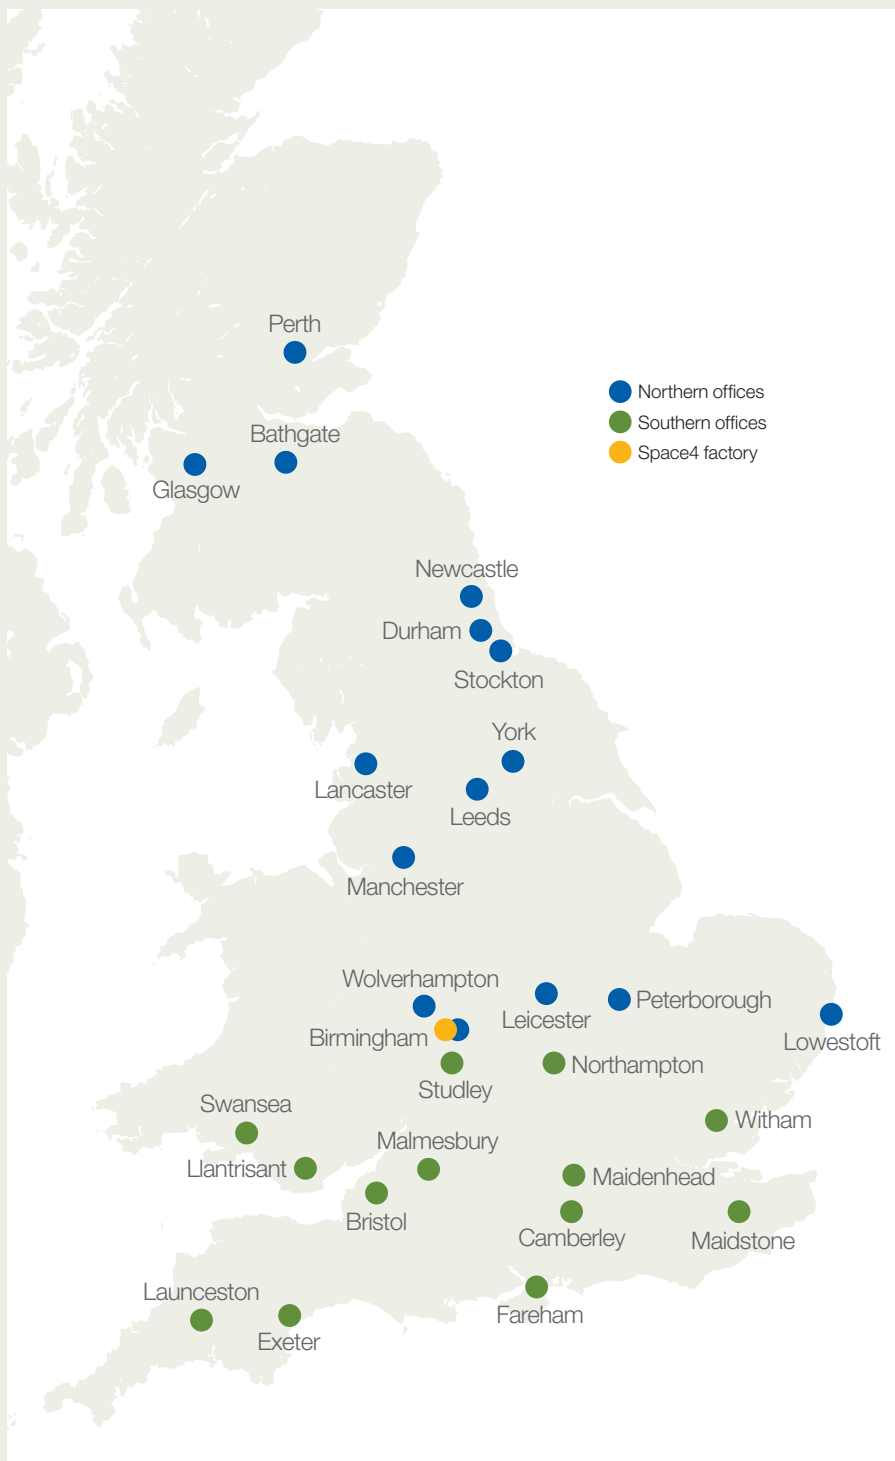 Perth
Northern offices
Southern offices
Bathgate
Space4 factory
Glasgow
Newcastle
Durham
Stockton
York
Lancaster
Leeds
Manchester
Wolverhampton
Peterborough
Leicester
Birmingham
Lowestoft
Northampton
Studley
Swansea
Witham
Malmesbury
Llantrisant
Maidenhead
Bristol
Camberley
Maidstone
Launceston
Fareham
Exeter